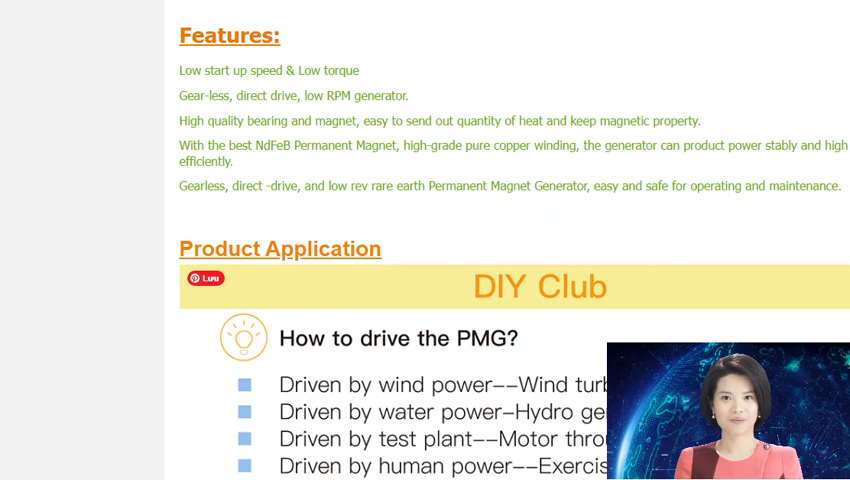 Features:
Low start up speed & Low torque
Gear-less, direct drive, low RPM generator.
High quality bearing and magnet, easy to send out quantity of heat and keep magnetic property.
With the best NdFeB Permanent Magnet, high-grade pure copper winding, the generator can product power stably and high
efficiently.
Gearless, direct -drive, and low rev rare earth Permanent Magnet Generator, easy and safe for operating and maintenance.
Product Application
Lưu
DIY Club
How to drive the PMG?
Driven by wind power--Wind
Driven by water power-Hydro
Driven by test plant--Motor
Driven by human power--